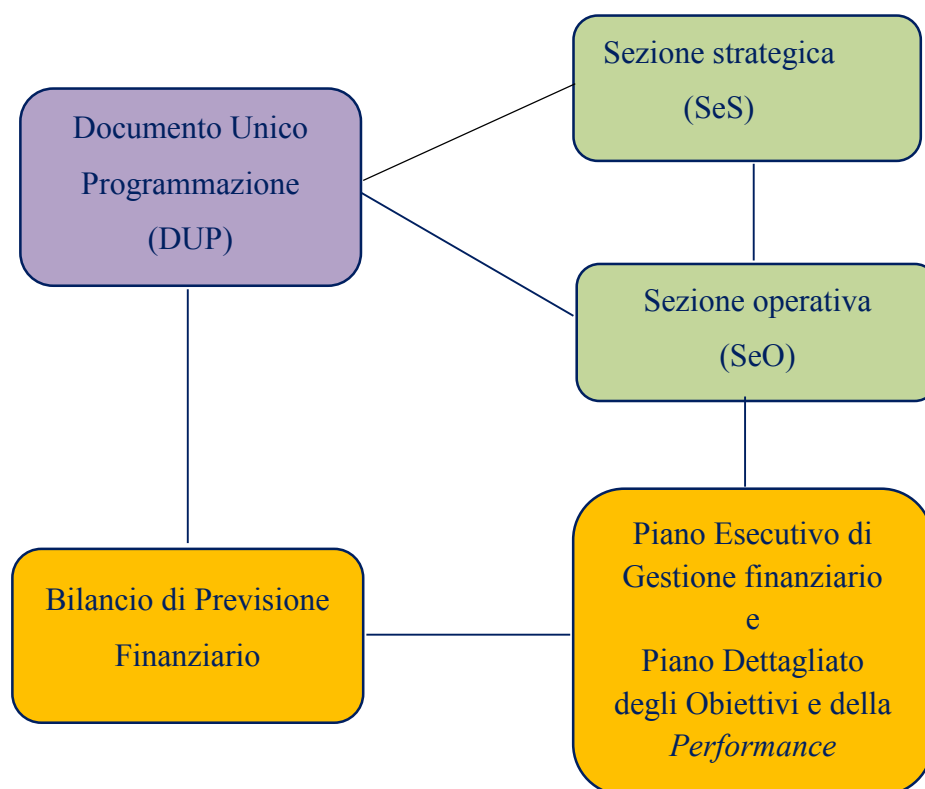 Documento Unico
Programmazione
(DUP)
Sezione strategica
(SeS)
Sezione operativa
(SeO)
Bilancio di Previsione
Finanziario
Piano Esecutivo di
Gestione finanziario
e
Piano Dettagliato
degli Obiettivi e della
Performance